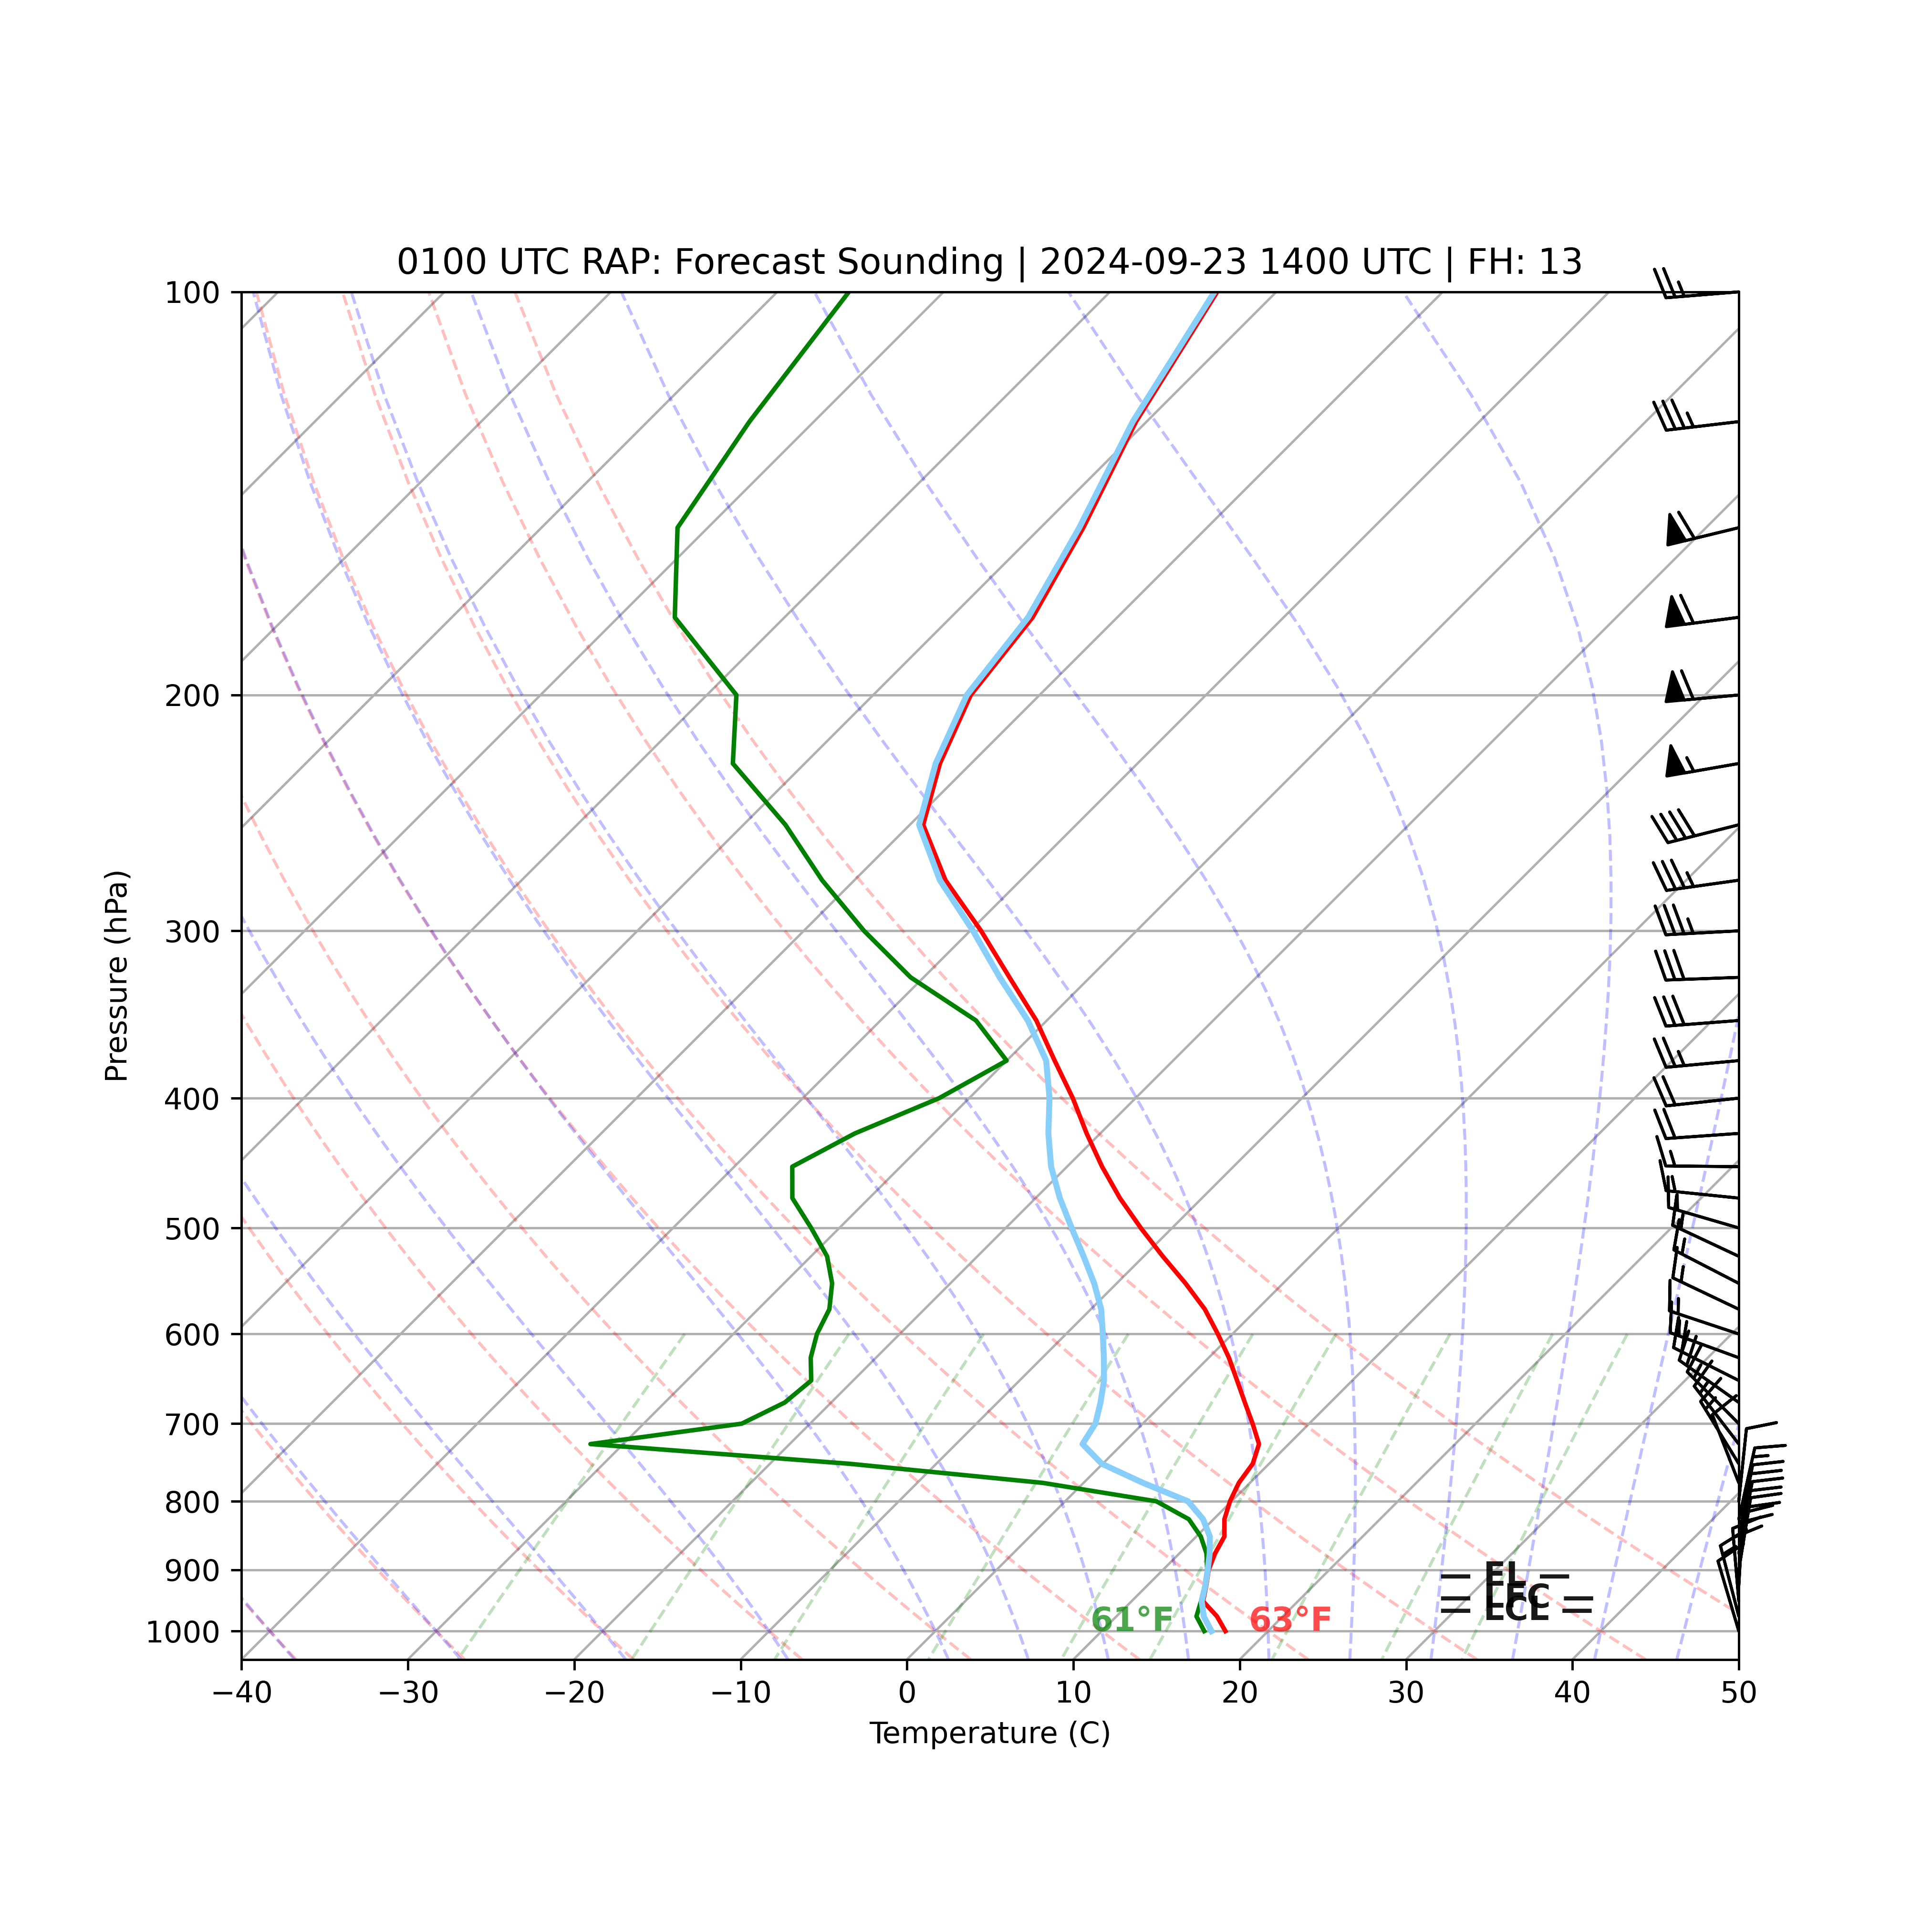 0100 UTC RAP: Forecast Sounding | 2024-09-23 1400 UTC | FH: 13
100
200
300
400
500
600
700
800
900
1000
Pressure (hPa)
— EL —
— LFC —
— LCL —
61°F
63°F
−40
−30
−20
−10
0
10
20
30
40
50
Temperature (C)